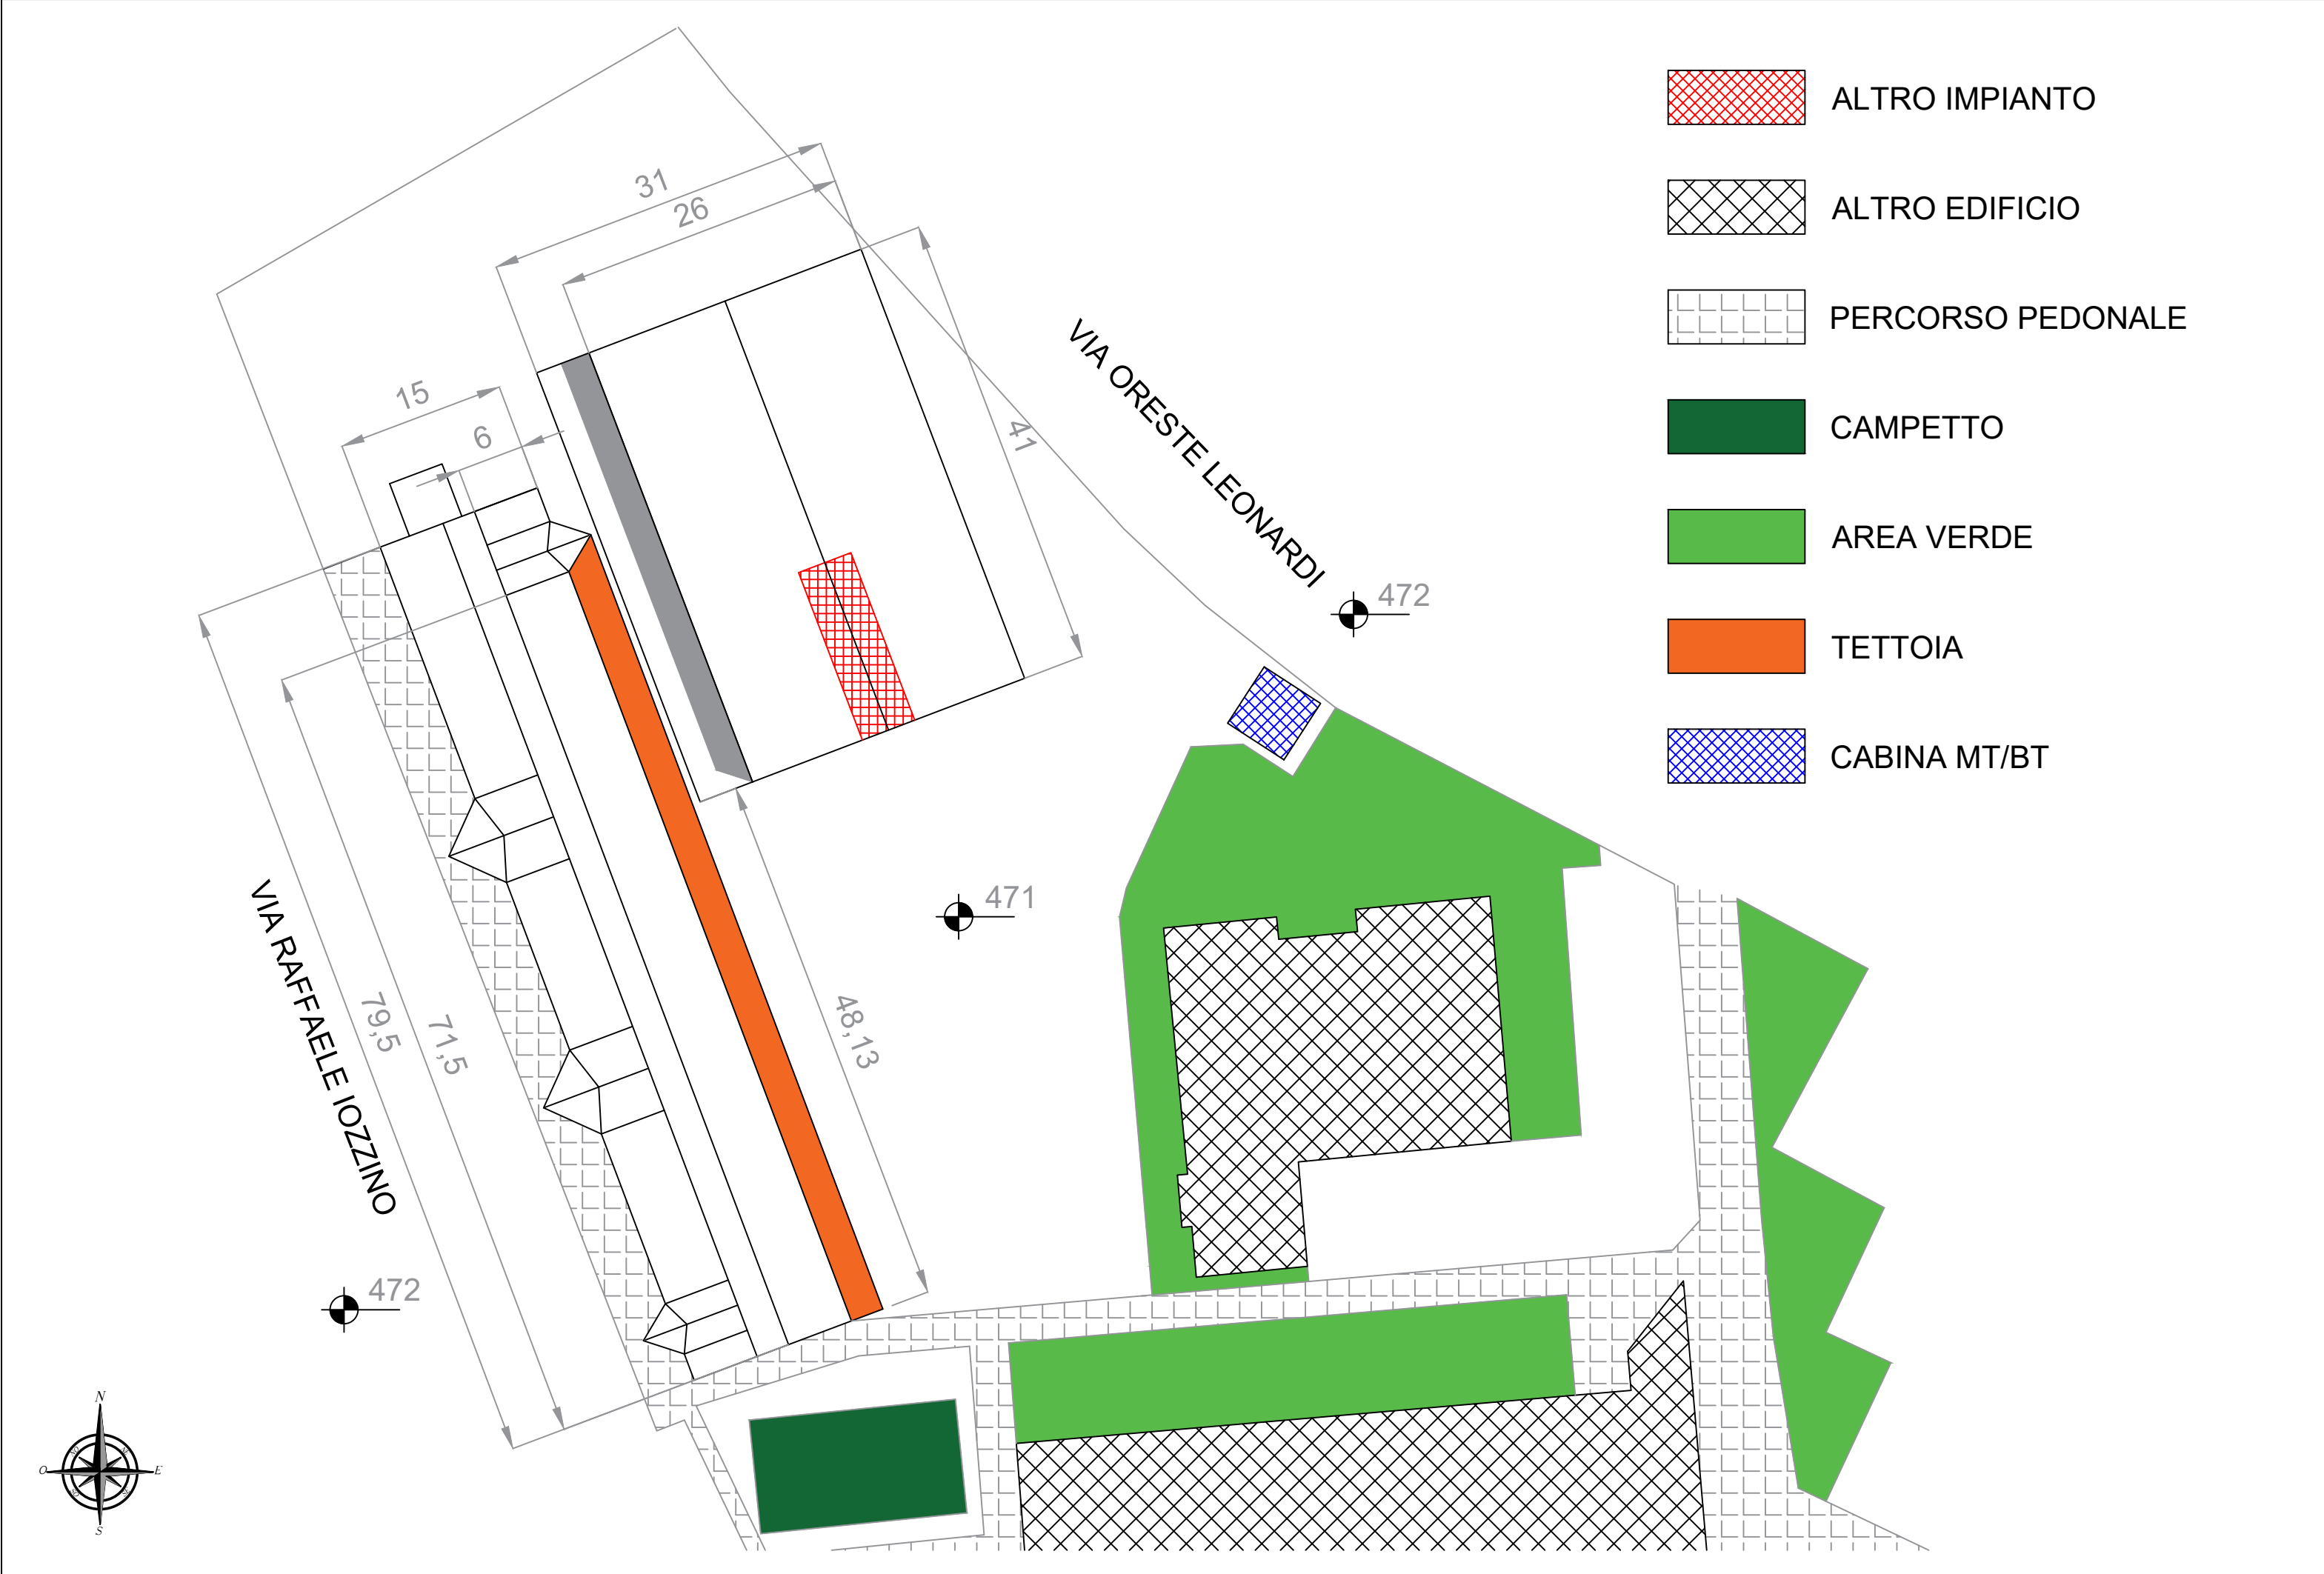 31
26
15
6
41
VIA ORESTE LEONARDI
472
471
48,13
VIA RAFFAELE IOZZINO
79,5
71,5
472
ALTRO IMPIANTO
ALTRO EDIFICIO
PERCORSO PEDONALE
CAMPETTO
AREA VERDE
TETTOIA
CABINA MT/BT
N
O
E
S